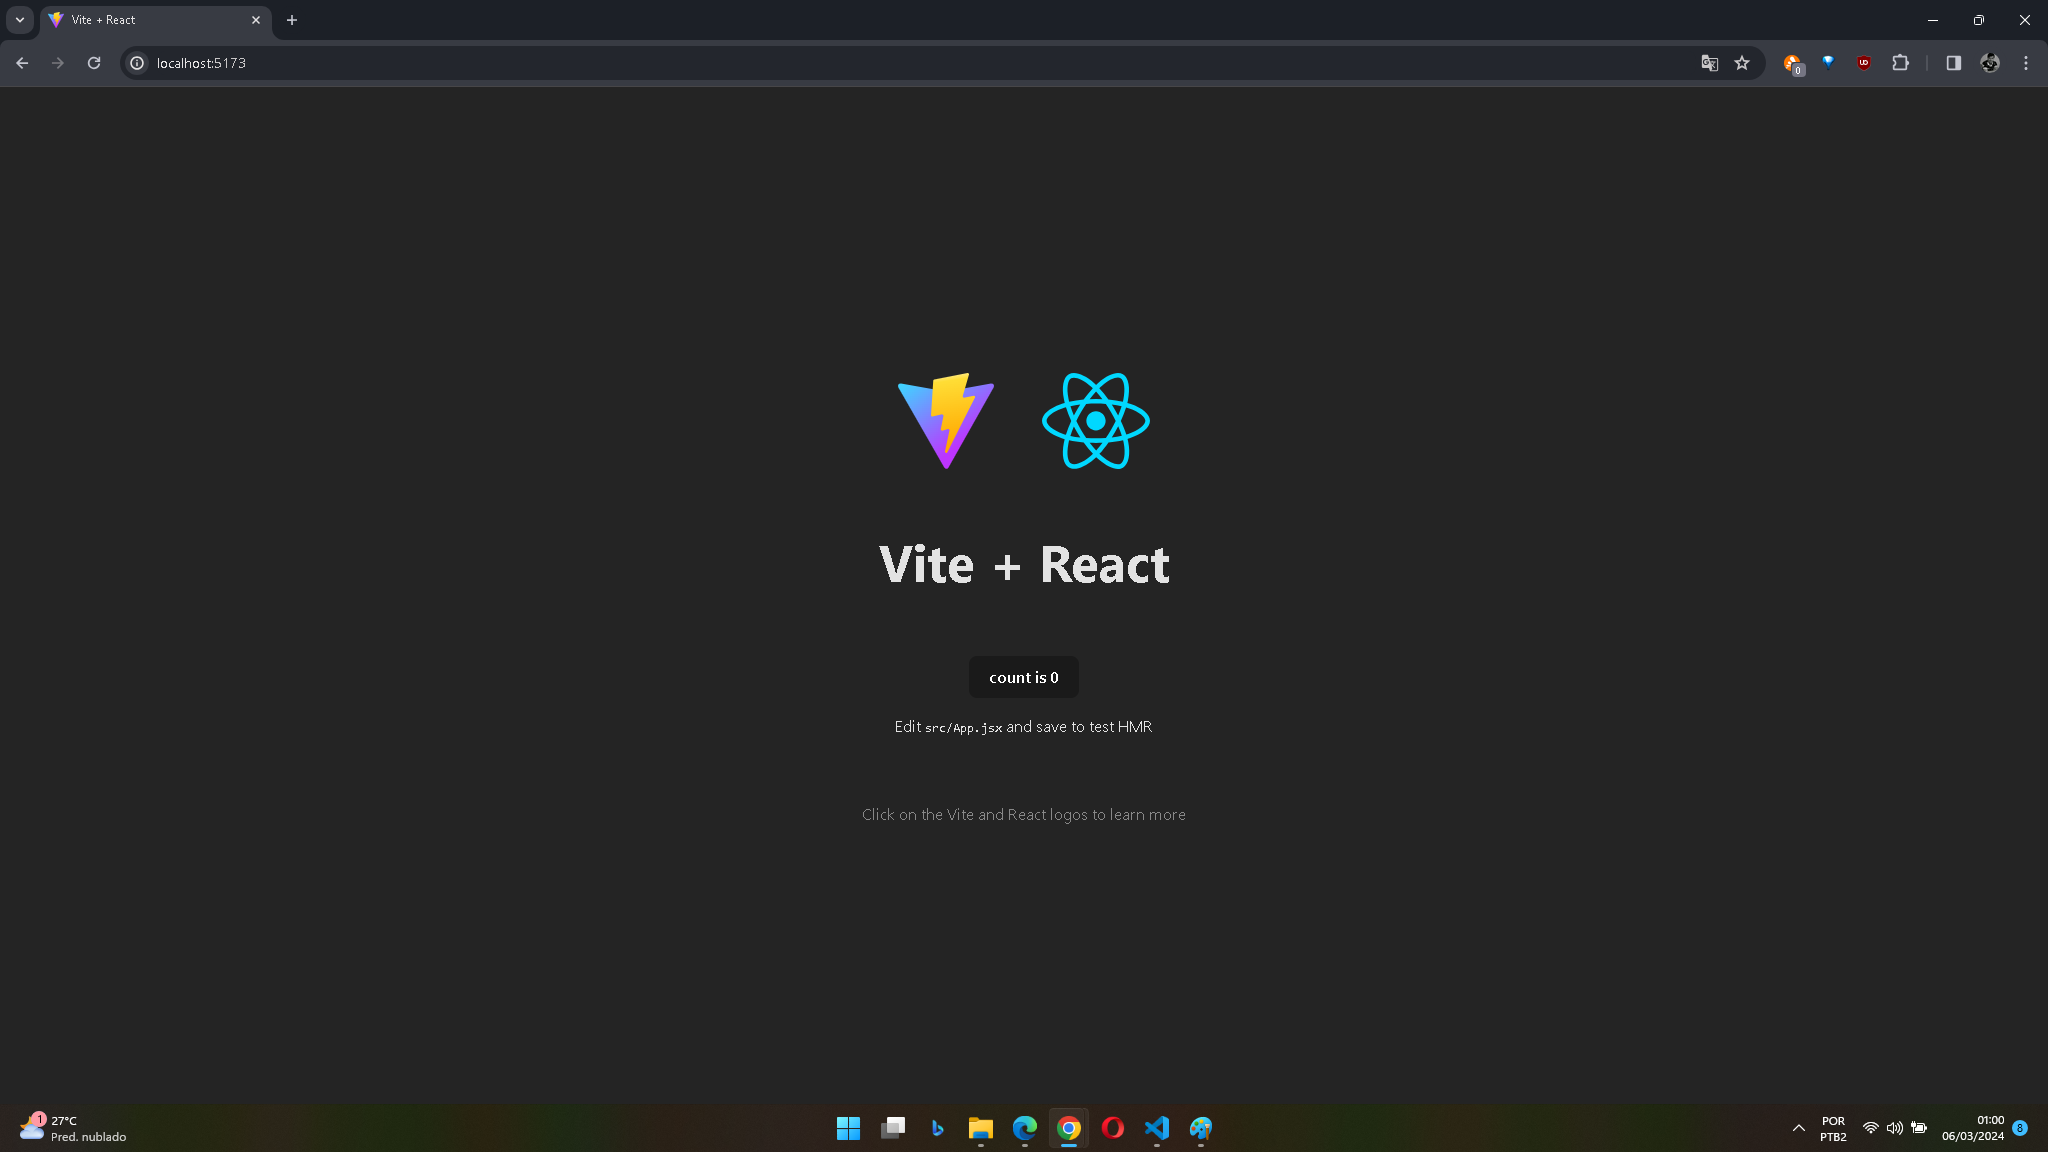 Vite + React
localhost:5173
0
UD
Vite + React
count is 0
Edit src/App.jsx and save to test HMR
Click on the Vite and React logos to learn more
1
27°C
Pred. nublado
POR
PTB2
01:00
06/03/2024
8